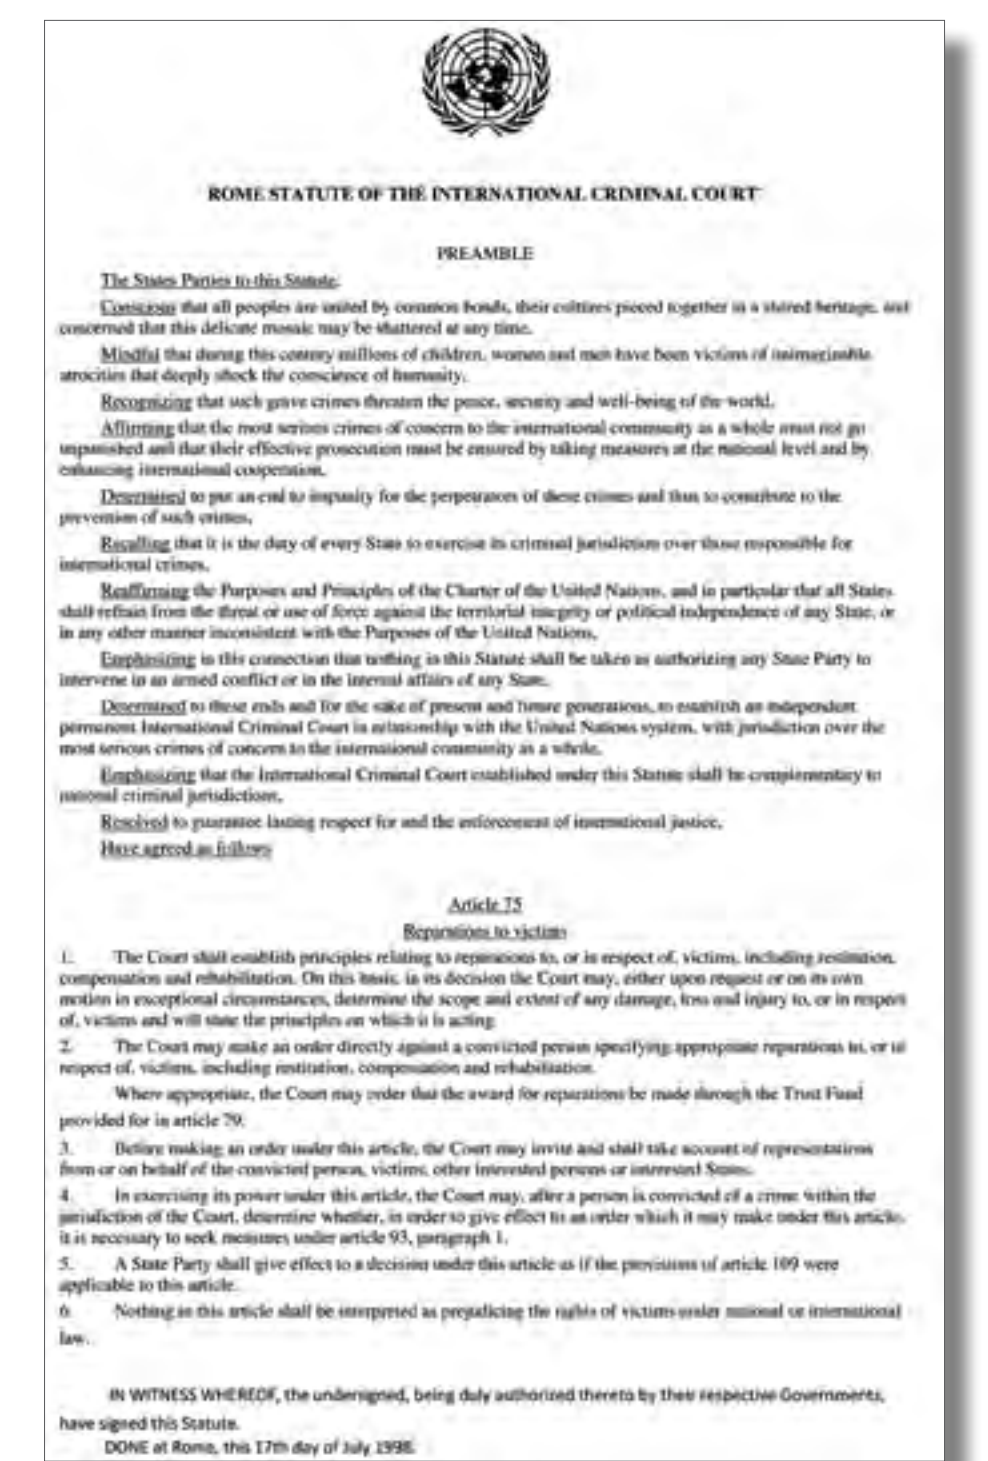 ROME STATUTE OF THE INTERNATIONAL CRIMINAL COURT
PREAMBLE
The States Parties to this Statute,
Conscious that all peoples are united by common bonds, their cultures pieced together in a shared heritage, and
concerned that this delicate mosaic may be shattered at any time,
Mindful that during this century millions of children, women and men have been victims of unimaginable
atrocities that deeply shock the conscience of humanity,
Recognizing that such grave crimes threaten the peace, security and well-being of the world,
Affirming that the most serious crimes of concern to the international community as a whole must not go
unpunished and that their effective prosecution must be ensured by taking measures at the national level and by
enhancing international cooperation,
Determined to put an end to impunity for the perpetrators of these crimes and thus to contribute to the
prevention of such crimes,
Recalling that it is the duty of every State to exercise its criminal jurisdiction over those responsible for
international crimes,
Reaffirming the Purposes and Principles of the Charter of the United Nations, and in particular that all States
shall refrain from the threat or use of force against the territorial integrity or political independence of any State, or
in any other manner inconsistent with the Purposes of the United Nations,
Emphasizing in this connection that nothing in this Statute shall be taken as authorizing any State Party to
intervene in an armed conflict or in the internal affairs of any State,
Determined to these ends and for the sake of present and future generations, to establish an independent
permanent International Criminal Court in relationship with the United Nations system, with jurisdiction over the
most serious crimes of concern to the international community as a whole,
Emphasizing that the International Criminal Court established under this Statute shall be complementary to
national criminal jurisdictions,
Resolved to guarantee lasting respect for and the enforcement of international justice,
Have agreed as follows
Article 75
Reparations to victims
1. The Court shall establish principles relating to reparations to, or in respect of, victims, including restitution,
compensation and rehabilitation. On this basis, in its decision the Court may, either upon request or on its own
motion in exceptional circumstances, determine the scope and extent of any damage, loss and injury to, or in respect
of, victims and will state the principles on which it is acting.
2. The Court may make an order directly against a convicted person specifying appropriate reparations to, or in
respect of, victims, including restitution, compensation and rehabilitation.
Where appropriate, the Court may order that the award for reparations be made through the Trust Fund
provided for in article 79.
3. Before making an order under this article, the Court may invite and shall take account of representations
from or on behalf of the convicted person, victims, other interested persons or interested States.
4. In exercising its power under this article, the Court may, after a person is convicted of a crime within the
jurisdiction of the Court, determine whether, in order to give effect to an order which it may make under this article,
it is necessary to seek measures under article 93, paragraph 1.
5. A State Party shall give effect to a decision under this article as if the provisions of article 109 were
applicable to this article.
6. Nothing in this article shall be interpreted as prejudicing the rights of victims under national or international
law.
IN WITNESS WHEREOF, the undersigned, being duly authorized thereto by their respective Governments,
have signed this Statute.
DONE at Rome, this 17th day of July 1998.